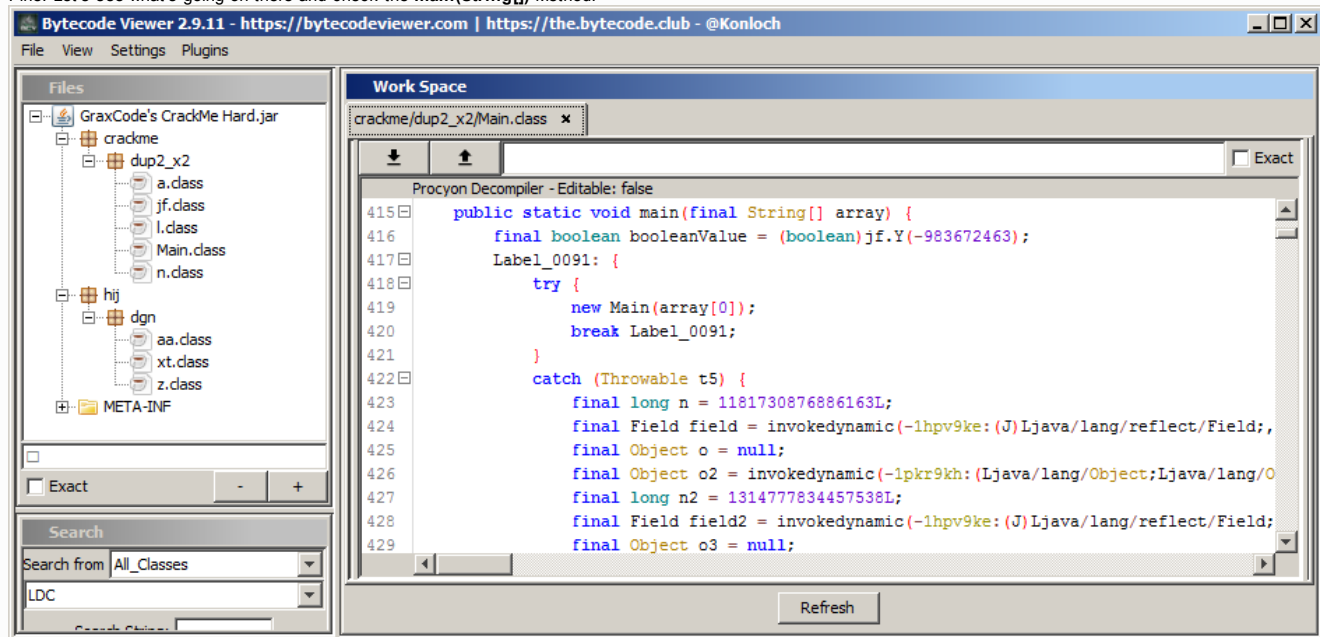 Bytecode Viewer 2.9.11 - https://bytecodeviewer.com | https://the.bytecode.club - @Konloch
File View Settings Plugins
Files
GraxCode's CrackMe Hard.jar
crackme
dup2_x2
a.class
jf.class
l.class
Main.class
n.class
hij
dgn
aa.class
xt.class
z.class
META-INF
Exact
- +
Search
Search from All_Classes
LDC
Work Space
crackme/dup2_x2/Main.class ×
Exact
Procyon Decompiler - Editable: false
415 public static void main(final String[] array) {
416 final boolean booleanValue = (boolean)jf.Y(-983672463);
417 Label_0091: {
418 try {
419 new Main(array[0]);
420 break Label_0091;
421 }
422 catch (Throwable t5) {
423 final long n = 1181730876886163L;
424 final Field field = invokedynamic(-1hpv9ke:(J)Ljava/lang/reflect/Field;,
425 final Object o = null;
426 final Object o2 = invokedynamic(-1pkr9kh:(Ljava/lang/Object;Ljava/lang/O
427 final long n2 = 1314777834457538L;
428 final Field field2 = invokedynamic(-1hpv9ke:(J)Ljava/lang/reflect/Field;
429 final Object o3 = null;
Refresh